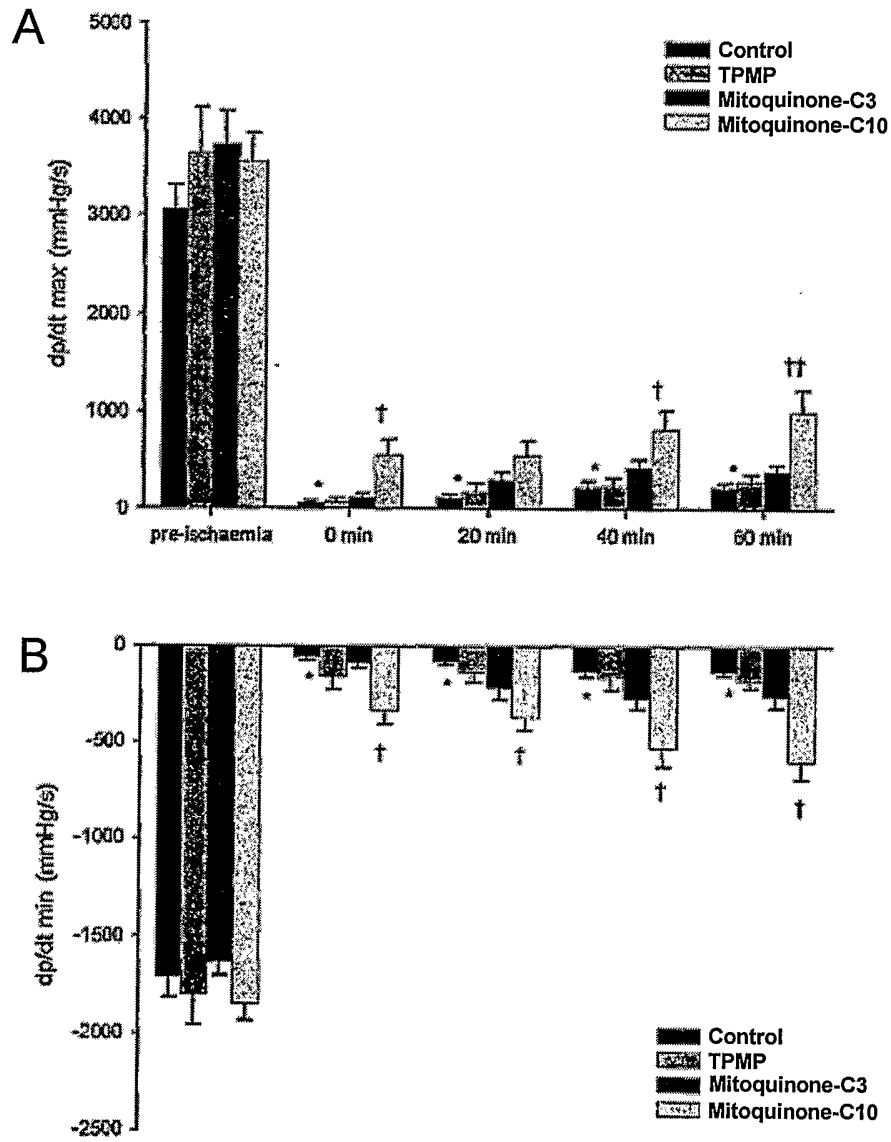 A
5000
4000
3000
2000
1000
0
dp/dt max (mmHg/s)
Control
TPMP
Mitoquinone-C3
Mitoquinone-C10
†
†
††
* * * *
pre-ischaemia 0 min 20 min 40 min 60 min
B
0
-500
-1000
-1500
-2000
-2500
dp/dt min (mmHg/s)
* * * *
† † † †
Control
TPMP
Mitoquinone-C3
Mitoquinone-C10